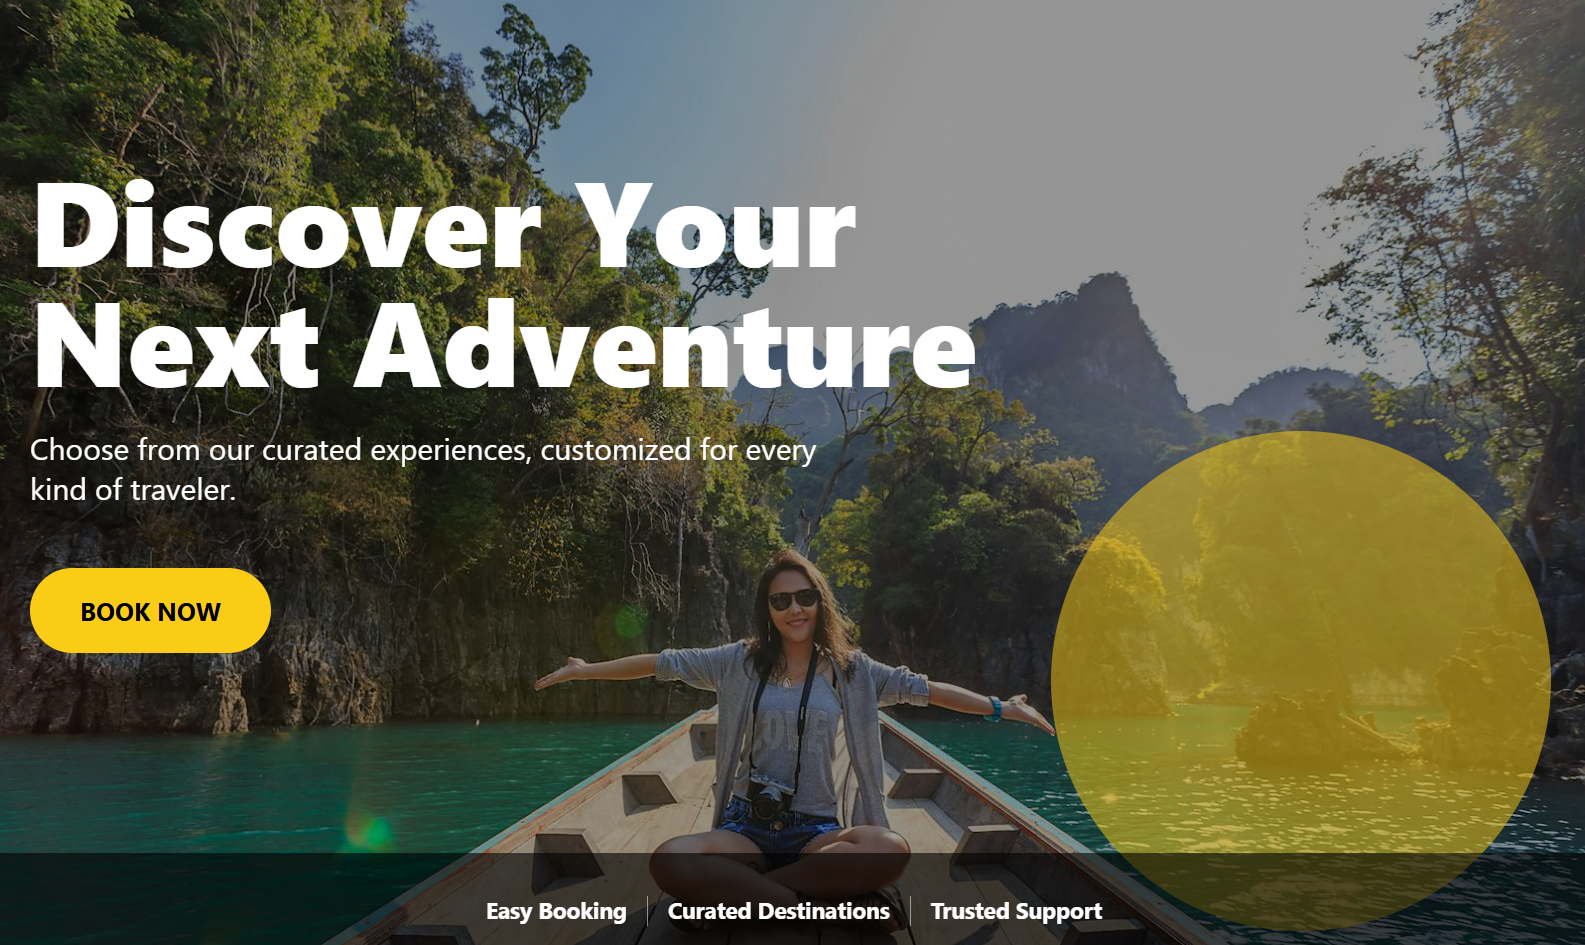 Discover Your
Next Adventure
Choose from our curated experiences, customized for every
kind of traveler.
BOOK NOW
LOVE
Easy Booking
Curated Destinations
Trusted Support